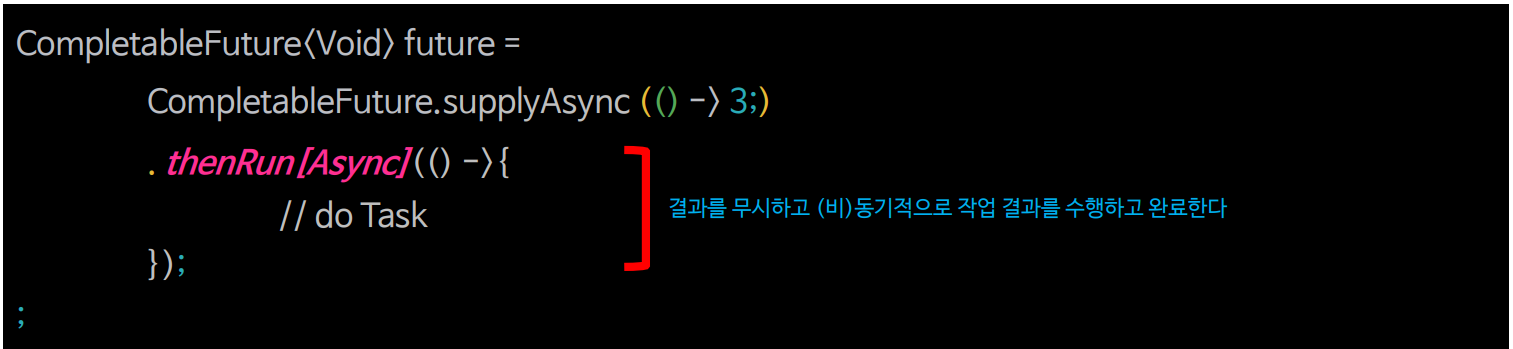 CompletableFuture<Void> future =
CompletableFuture.supplyAsync (() -> 3;)
. thenRun[Async](() ->{
// do Task
결과를 무시하고 (비)동기적으로 작업 결과를 수행하고 완료한다
});
;